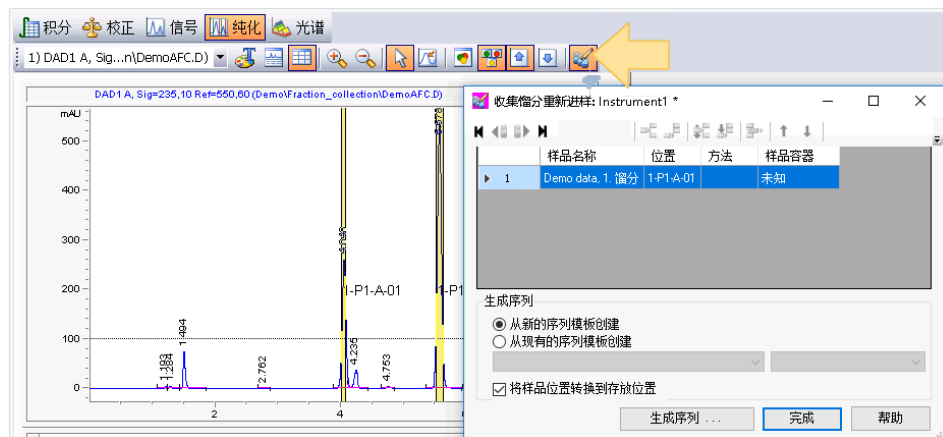 积分 校正 信号 纯化 光谱
1) DAD1 A, Sig...n\DemoAFC.D)
DAD1 A, Sig=235,10 Ref=550,60 (Demo\Fraction_collection\DemoAFC.D)
mAU
500
400
300
200
100
0
2
4
1.193
1.284
1.494
2.762
4.235
4.753
1-P1-A-01
1-P1
收集馏分重新进样: Instrument1 *
样品名称 位置 方法 样品容器
1 Demo data, 1. 馏分 1-P1-A-01 未知
生成序列
从新的序列模板创建
从现有的序列模板创建
将样品位置转换到存放位置
生成序列 ... 完成 帮助